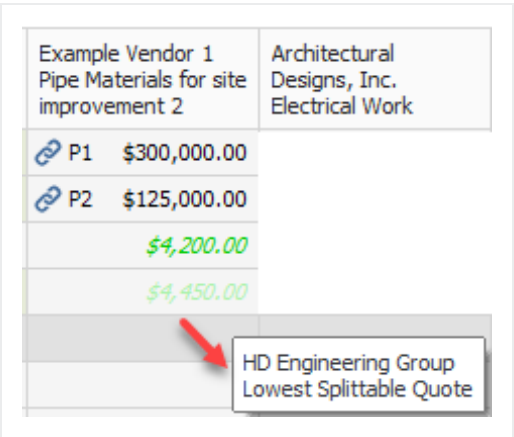 Example Vendor 1
Pipe Materials for site
improvement 2
Architectural
Designs, Inc.
Electrical Work
P1 $300,000.00
P2 $125,000.00
$4,200.00
$4,450.00
HD Engineering Group
Lowest Splittable Quote